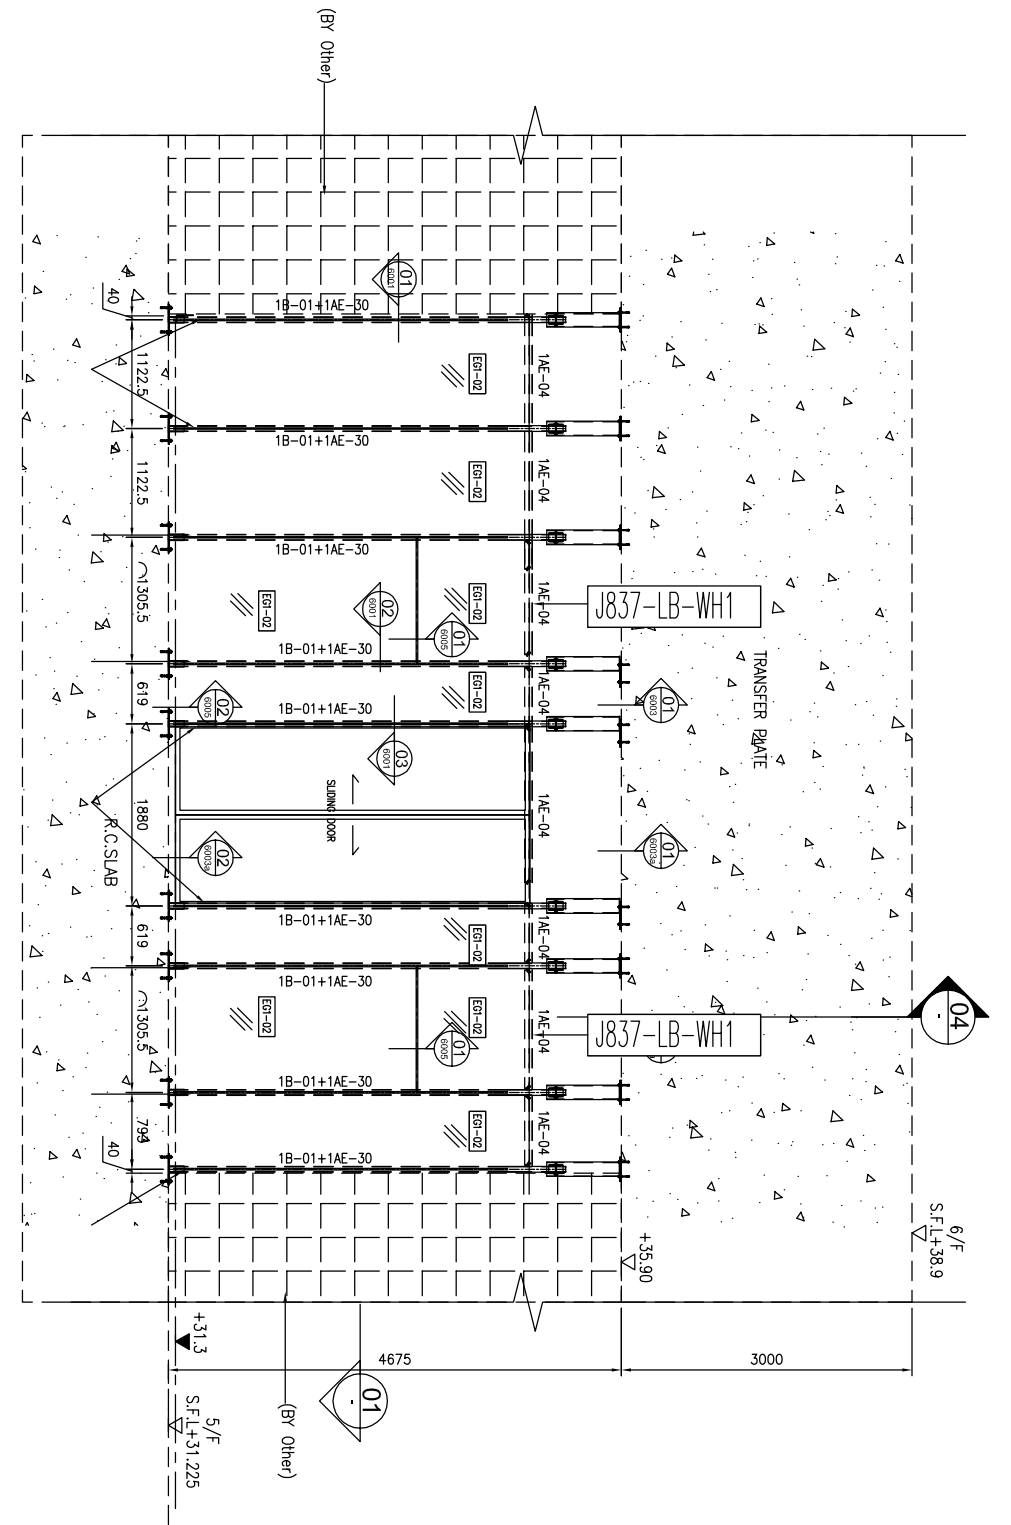 (BY Other)
6/F
S.F.L+38.9
3000
+35.90
4675
5/F
S.F.L+31.225
+31.3
(BY Other)
TRANSFER PLATE
J837-LB-WH1
J837-LB-WH1
04
-
01
-
01
6003
01
6003a
1AE-04
1AE-04
1AE-04
1AE-04
1AE-04
1AE-04
1AE-04
1AE-04
EG1-02
EG1-02
EG1-02
EG1-02
EG1-02
EG1-02
EG1-02
EG1-02
EG1-02
01
6001
02
6001
01
6005
03
6001
01
6005
02
6005
02
6003a
SLIDING DOOR
1B-01+1AE-30
1B-01+1AE-30
1B-01+1AE-30
1B-01+1AE-30
1B-01+1AE-30
1B-01+1AE-30
1B-01+1AE-30
1B-01+1AE-30
1B-01+1AE-30
40
1122.5
1122.5
1305.5
619
1880
619
1305.5
40
R.C.SLAB